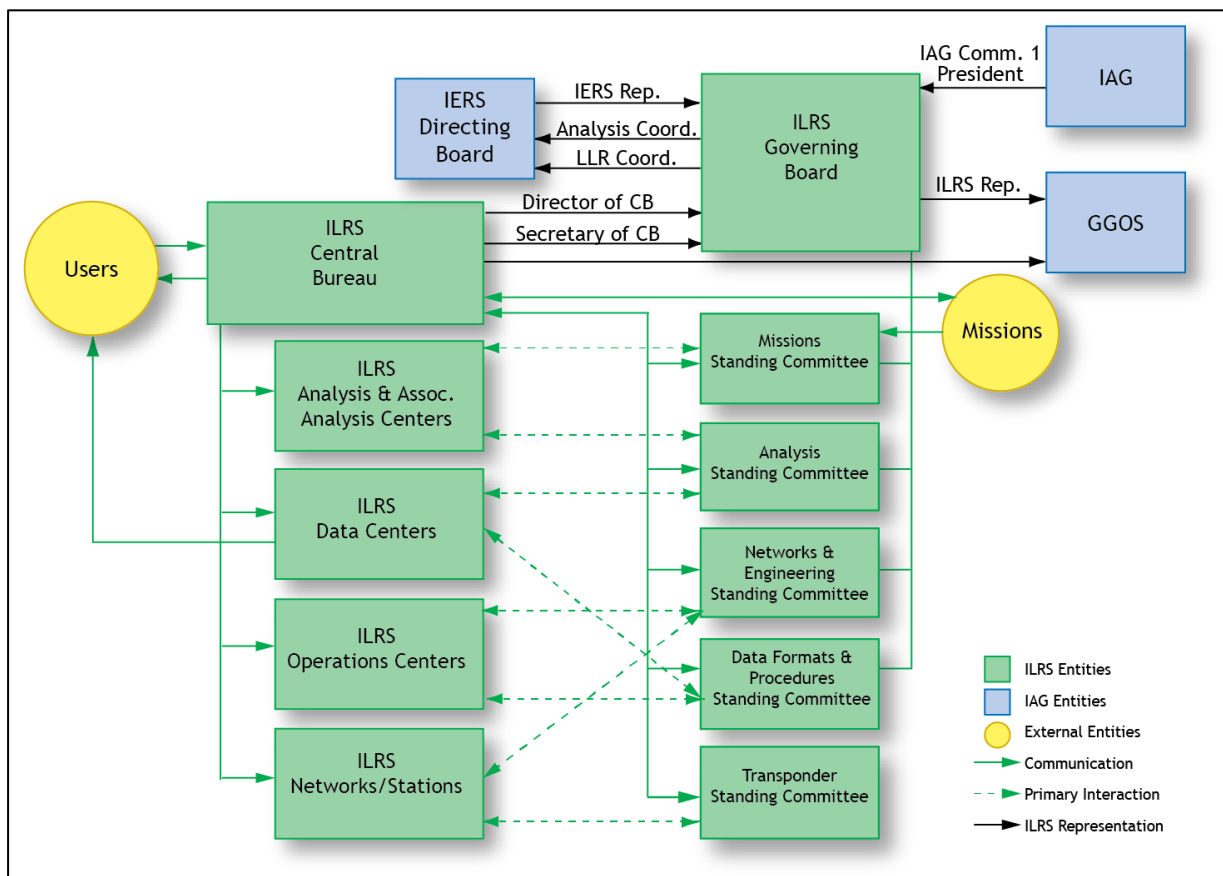 IAG Comm. 1
President
IAG
IERS
Directing
Board
IERS Rep.
Analysis Coord.
LLR Coord.
ILRS
Governing
Board
ILRS Rep.
GGOS
Director of CB
Secretary of CB
Users
ILRS
Central
Bureau
Missions
ILRS
Analysis & Assoc.
Analysis Centers
ILRS
Data Centers
ILRS
Operations Centers
ILRS
Networks/Stations
Missions
Standing Committee
Analysis
Standing Committee
Networks &
Engineering
Standing Committee
Data Formats &
Procedures
Standing Committee
Transponder
Standing Committee
ILRS Entities
IAG Entities
External Entities
Communication
Primary Interaction
ILRS Representation